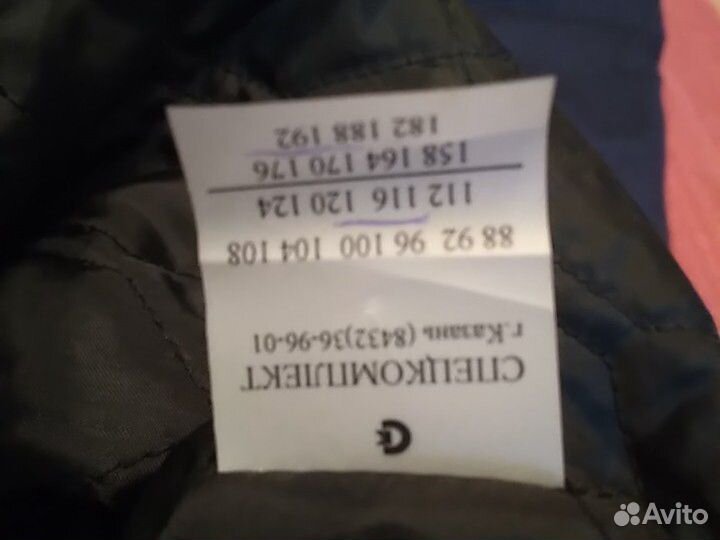 СПЕЦКОМПЛЕКТ
г.Казань (8432)36-96-01
88 92 96 100 104 108
112 116 120 124
158 164 170 176
182 188 192
Avito